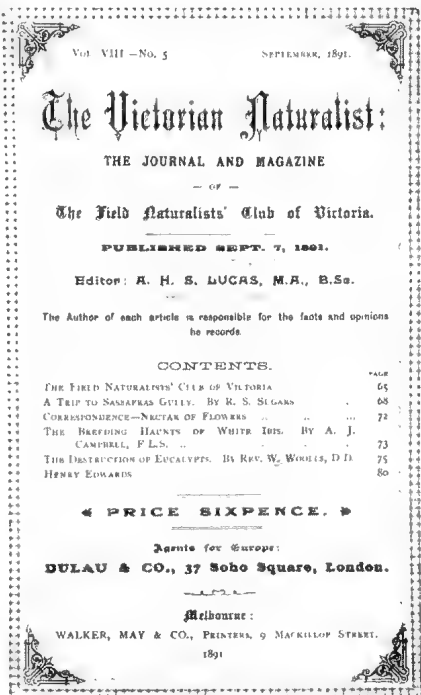 Vol. VIII —No. 5 September, 1891.
The Victorian Naturalist:
THE JOURNAL AND MAGAZINE
— OF —
The Field Naturalists' Club of Victoria.
PUBLISHED SEPT. 7, 1891.
Editor: A. H. S. LUCAS, M.A., B.Sc.
The Author of each article is responsible for the facts and opinions
he records.
CONTENTS.
PAGE
The Field Naturalists' Club of Victoria 65
A Trip to Sassafras Gully. By R. S. Sugars . 68
Correspondence—Nectar of Flowers .. .. ... 72
The Breeding Haunts of White Ibis. By A. J.
Campbell, F L.S. .. . . . 73
The Destruction of Eucalypts. By Rev. W. Woolls, D D. 75
Henry Edwards 80
PRICE SIXPENCE.
Agents for Europe:
DULAU & CO., 37 Soho Square, London.
Melbourne:
WALKER, MAY & CO., Printers, 9 Mackillop Street.
1891